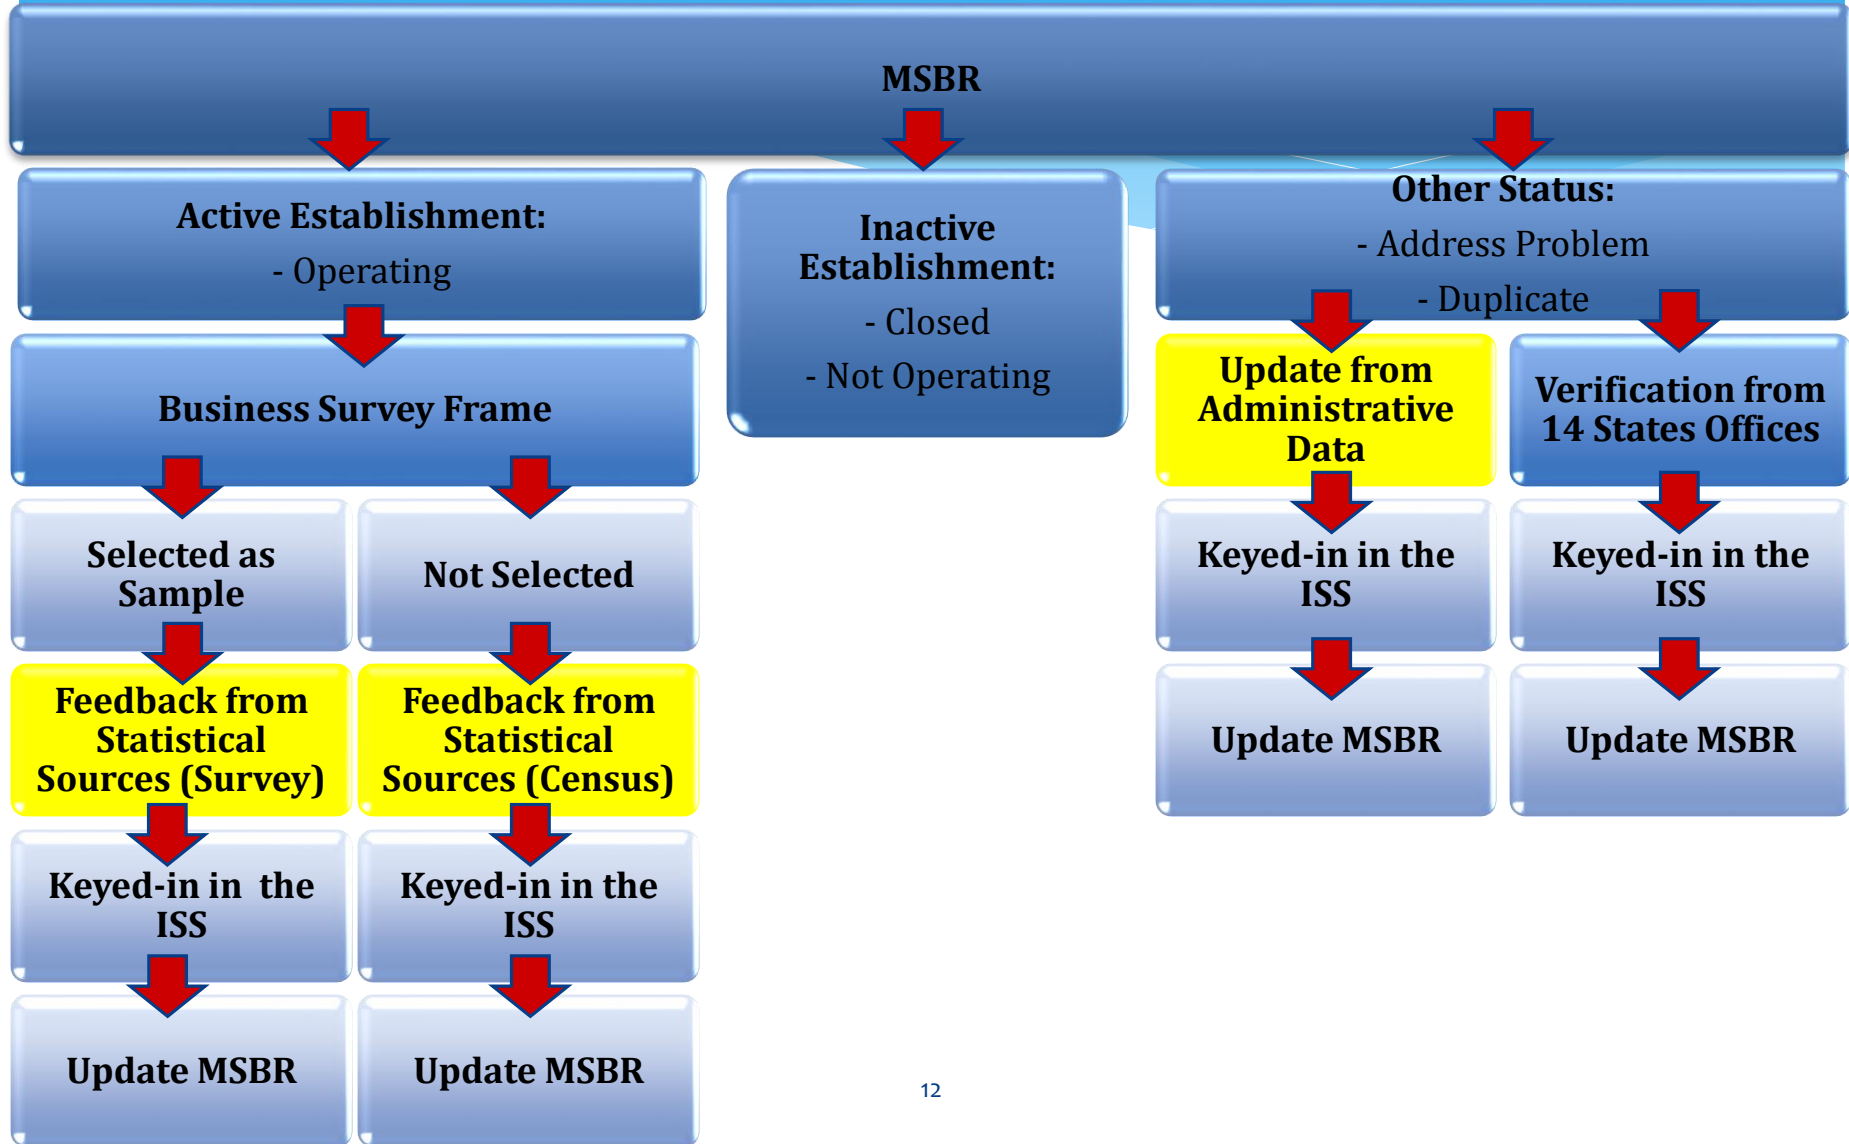 MSBR
Active Establishment:
- Operating
Inactive
Establishment:
- Closed
- Not Operating
Other Status:
- Address Problem
- Duplicate
Business Survey Frame
Update from
Administrative
Data
Verification from
14 States Offices
Selected as
Sample
Not Selected
Keyed-in in the
ISS
Keyed-in in the
ISS
Feedback from
Statistical
Sources (Survey)
Feedback from
Statistical
Sources (Census)
Update MSBR
Update MSBR
Keyed-in in  the
ISS
Keyed-in in the
ISS
Update MSBR
Update MSBR
12